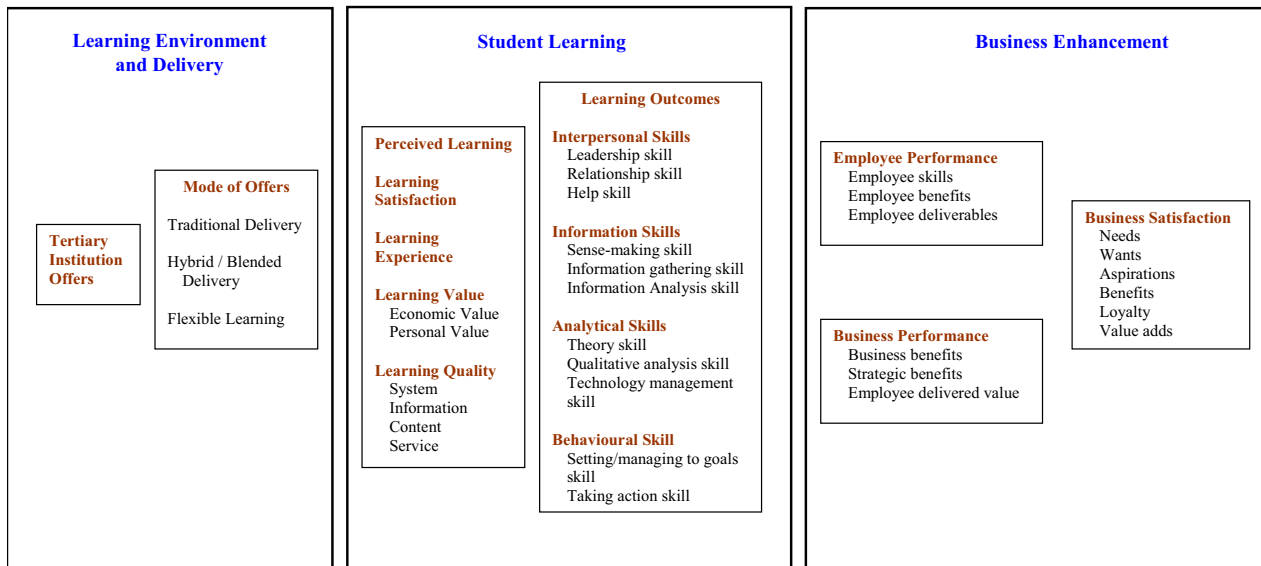 Learning Environment
and Delivery
Tertiary
Institution
Offers
Mode of Offers
Traditional Delivery
Hybrid / Blended
Delivery
Flexible Learning
Student Learning
Perceived Learning
Learning
Satisfaction
Learning
Experience
Learning Value
Economic Value
Personal Value
Learning Quality
System
Information
Content
Service
Learning Outcomes
Interpersonal Skills
Leadership skill
Relationship skill
Help skill
Information Skills
Sense-making skill
Information gathering skill
Information Analysis skill
Analytical Skills
Theory skill
Qualitative analysis skill
Technology management
skill
Behavioural Skill
Setting/managing to goals
skill
Taking action skill
Business Enhancement
Employee Performance
Employee skills
Employee benefits
Employee deliverables
Business Performance
Business benefits
Strategic benefits
Employee delivered value
Business Satisfaction
Needs
Wants
Aspirations
Benefits
Loyalty
Value adds